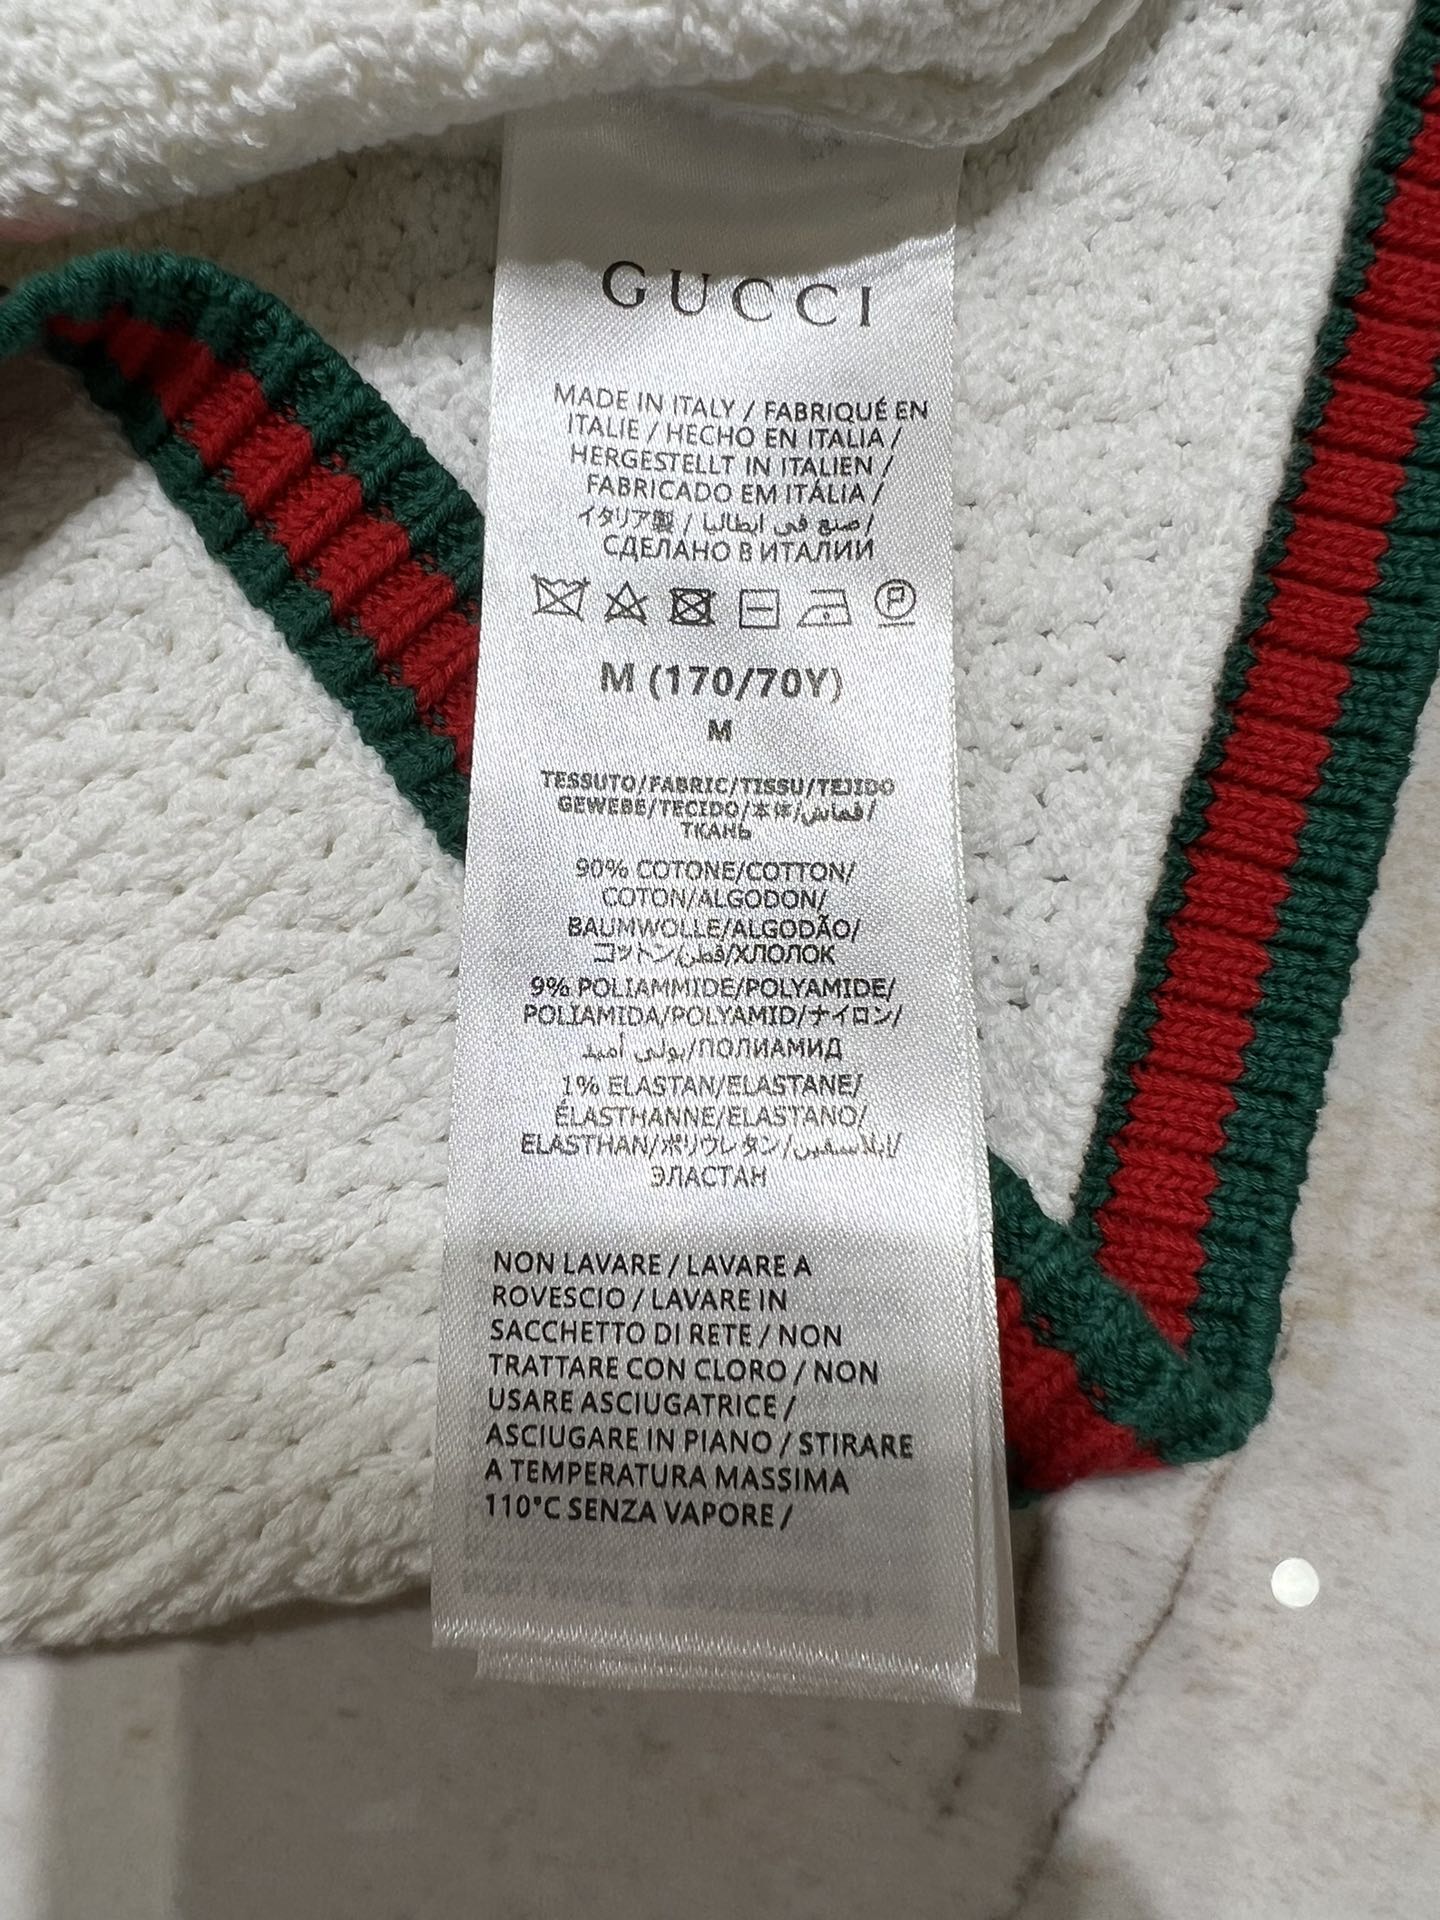 GUCCI
MADE IN ITALY / FABRIQUÉ EN
ITALIE / HECHO EN ITALIA /
HERGESTELLT IN ITALIEN /
FABRICADO EM ITÁLIA /
イタリア製 / صنع في ايطاليا /
СДЕЛАНО В ИТАЛИИ
M (170/70Y)
M
TESSUTO/FABRIC/TISSU/TEJIDO
GEWEBE/TECIDO/本体/قماش/
ТКАНЬ
90% COTONE/COTTON/
COTON/ALGODON/
BAUMWOLLE/ALGODÃO/
コットン/قطن/ХЛОПОК
9% POLIAMMIDE/POLYAMIDE/
POLIAMIDA/POLYAMID/ナイロン/
بولي أميد/ПОЛИАМИД
1% ELASTAN/ELASTANE/
ÉLASTHANNE/ELASTANO/
ELASTHAN/ポリウレタン/إيلاستين/
ЭЛАСТАН
NON LAVARE / LAVARE A
ROVESCIO / LAVARE IN
SACCHETTO DI RETE / NON
TRATTARE CON CLORO / NON
USARE ASCIUGATRICE /
ASCIUGARE IN PIANO / STIRARE
A TEMPERATURA MASSIMA
110°C SENZA VAPORE /